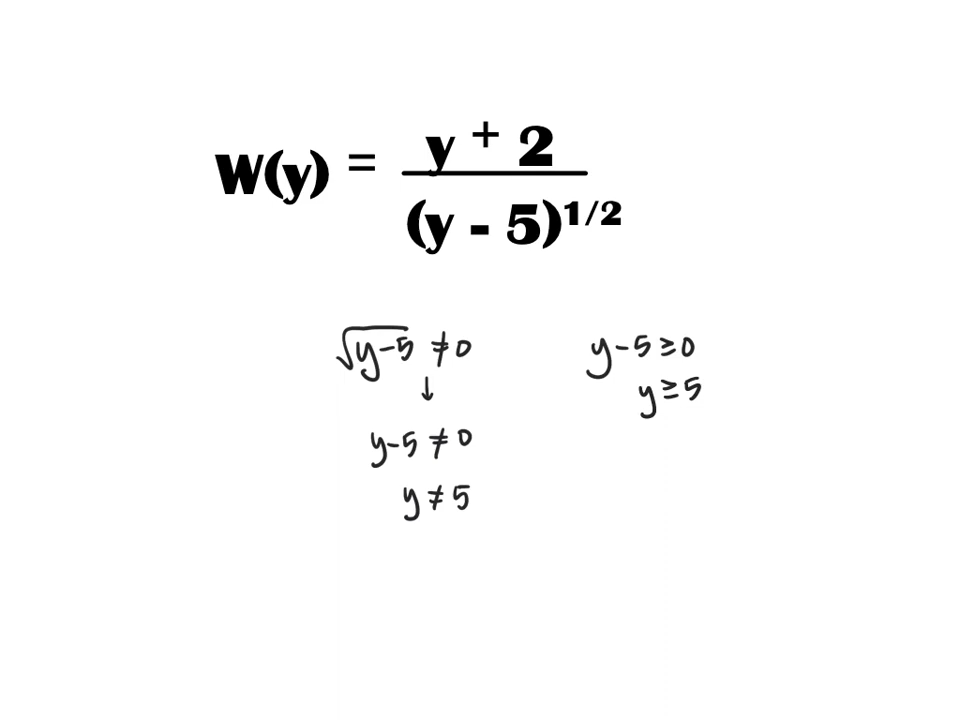 W(y) = y + 2
(y - 5)1/2
√y-5 ≠ 0
↓
y-5 ≠ 0
y ≠ 5
y-5 ≥ 0
y ≥ 5